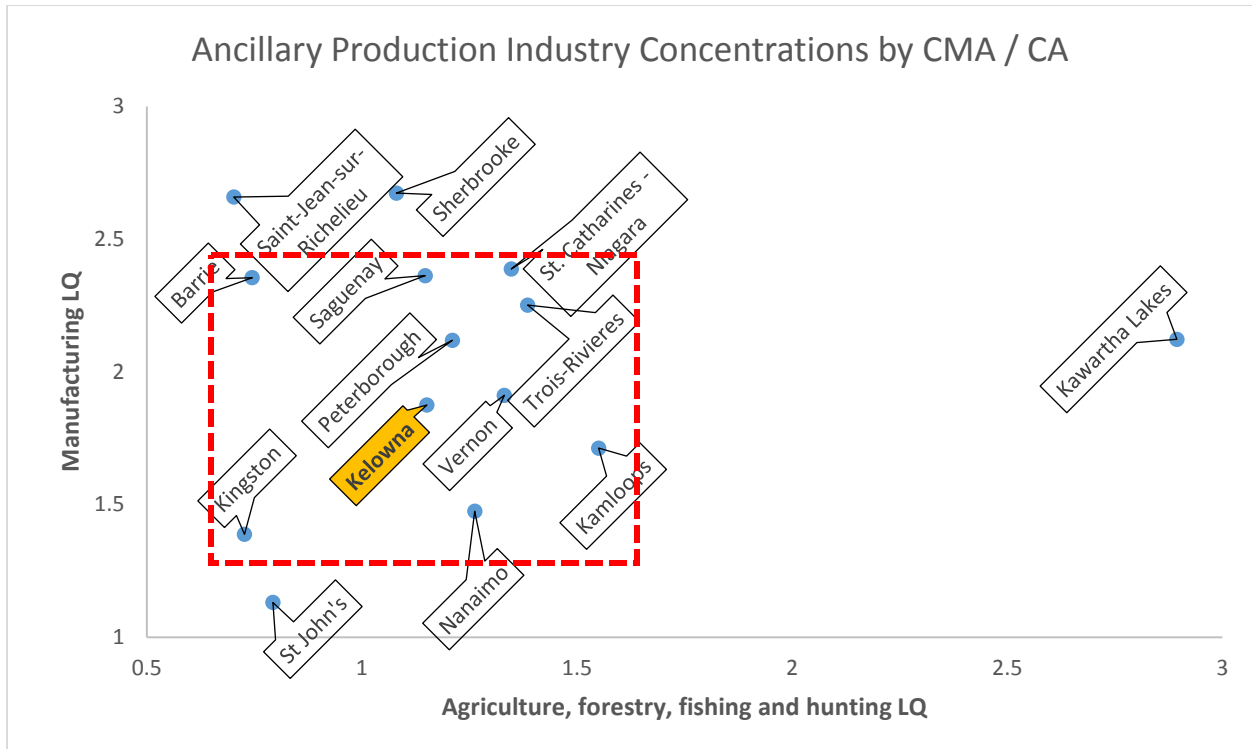 Ancillary Production Industry Concentrations by CMA / CA
Manufacturing LQ
3
2.5
2
1.5
1
Saint-Jean-sur-
Richelieu
Sherbrooke
St. Catharines -
Niagara
Barrie
Saguenay
Trois-Rivieres
Peterborough
Kawartha Lakes
Kelowna
Vernon
Kamloops
Kingston
Nanaimo
St John's
0.5
1
1.5
2
2.5
3
Agriculture, forestry, fishing and hunting LQ